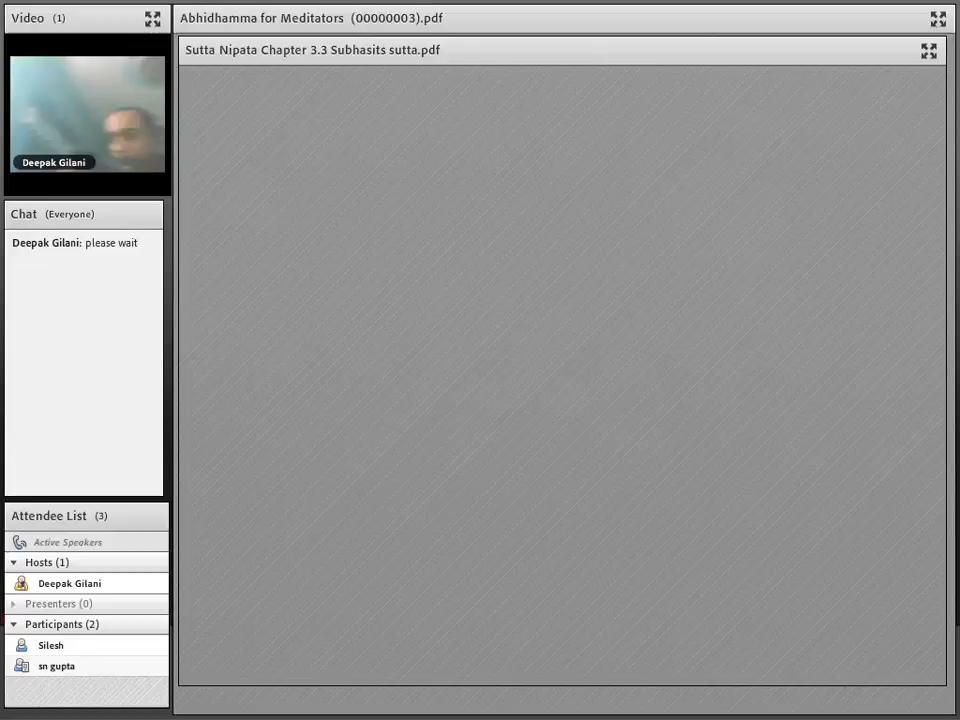 Video (1)
Deepak Gilani
Chat (Everyone)
Deepak Gilani: please wait
Attendee List (3)
Active Speakers
Hosts (1)
Deepak Gilani
Presenters (0)
Participants (2)
Silesh
sn gupta
Abhidhamma for Meditators (00000003).pdf
Sutta Nipata Chapter 3.3 Subhasits sutta.pdf